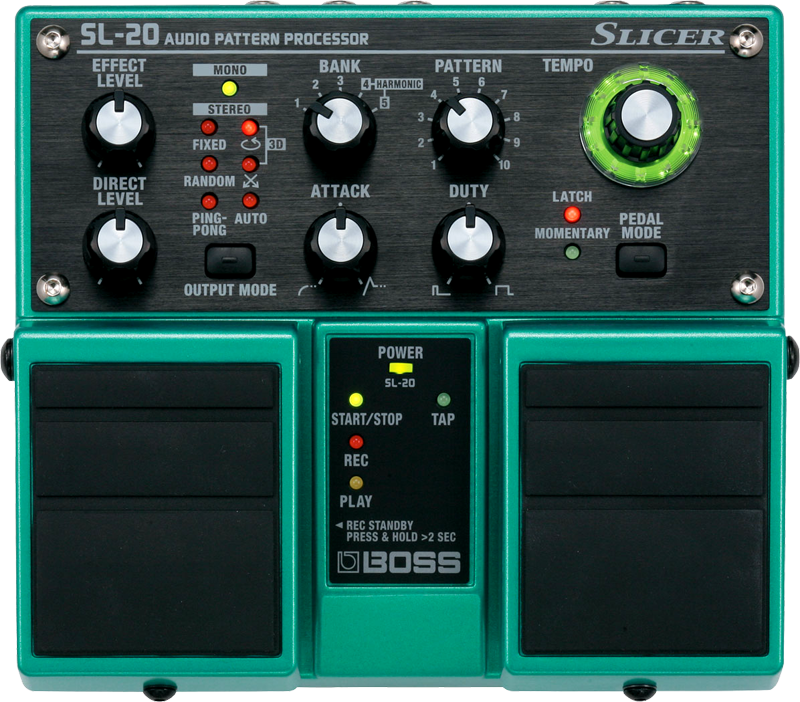 SL-20 AUDIO PATTERN PROCESSOR
SLICER
EFFECT
LEVEL
MONO
STEREO
FIXED
3D
RANDOM
PING-
PONG
AUTO
OUTPUT MODE
DIRECT
LEVEL
BANK
1
2
3
4-HARMONIC
5
PATTERN
1
2
3
4
5
6
7
8
9
10
TEMPO
ATTACK
DUTY
LATCH
MOMENTARY
PEDAL
MODE
POWER
SL-20
START/STOP
TAP
REC
PLAY
◄ REC STANDBY
PRESS & HOLD >2 SEC
BOSS